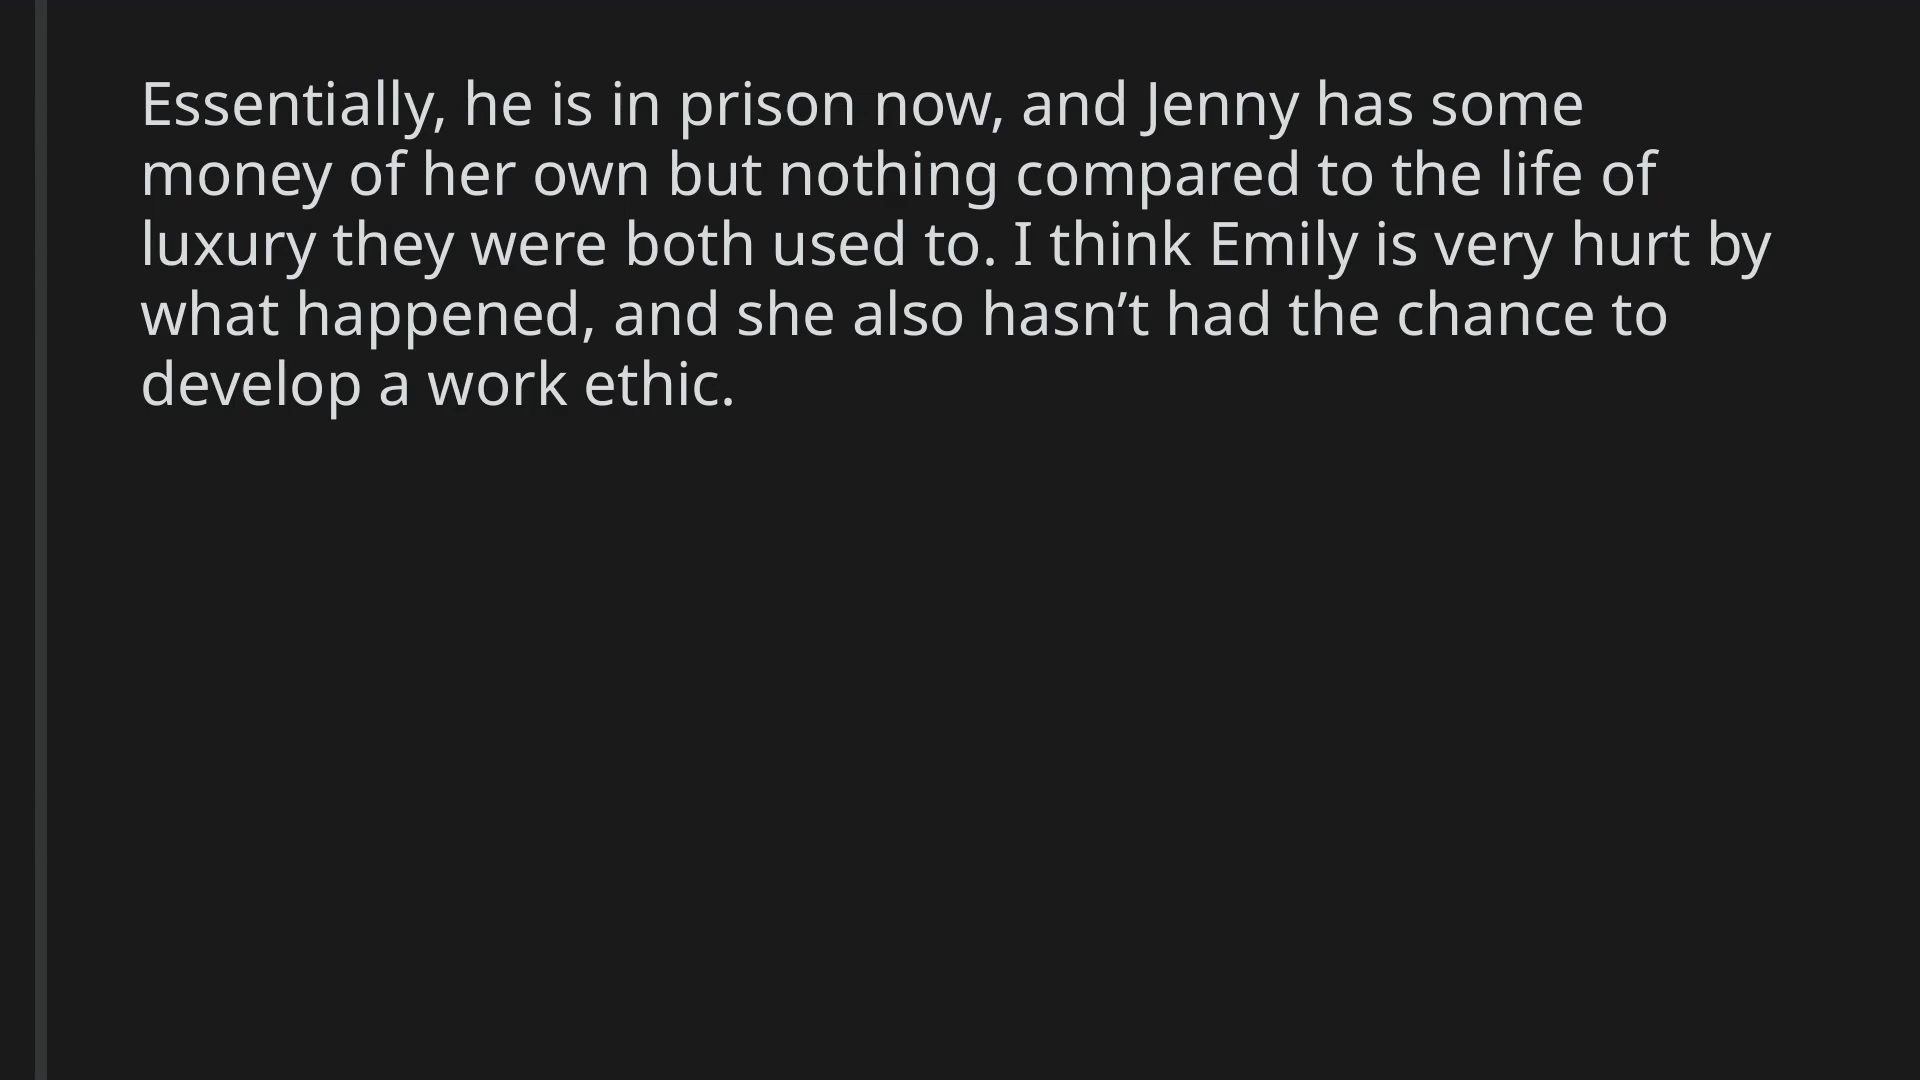 Essentially, he is in prison now, and Jenny has some
money of her own but nothing compared to the life of
luxury they were both used to. I think Emily is very hurt by
what happened, and she also hasn’t had the chance to
develop a work ethic.